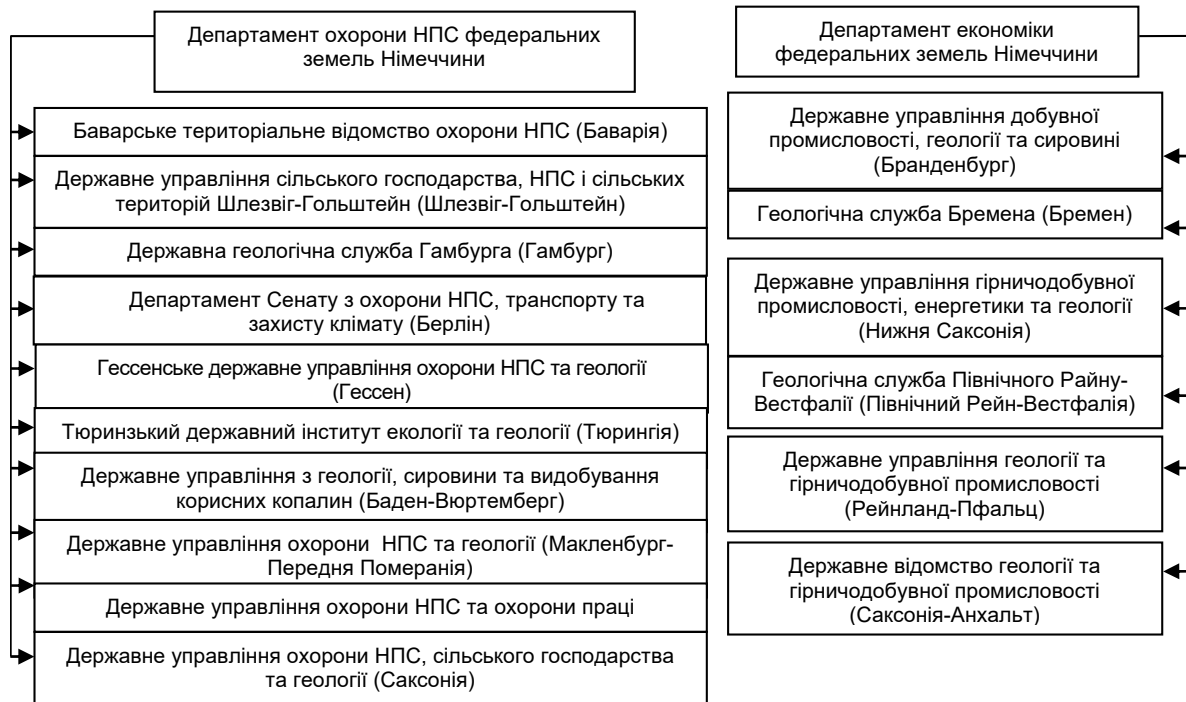 Департамент охорони НПС федеральних
земель Німеччини
Баварське територіальне відомство охорони НПС (Баварія)
Державне управління сільського господарства, НПС і сільських
територій Шлезвіг-Гольштейн (Шлезвіг-Гольштейн)
Державна геологічна служба Гамбурга (Гамбург)
Департамент Сенату з охорони НПС, транспорту та
захисту клімату (Берлін)
Гессенське державне управління охорони НПС та геології
(Гессен)
Тюринзький державний інститут екології та геології (Тюрингія)
Державне управління з геології, сировини та видобування
корисних копалин (Баден-Вюртемберг)
Державне управління охорони НПС та геології (Макленбург-
Передня Померанія)
Державне управління охорони НПС та охорони праці
Державне управління охорони НПС, сільського господарства
та геології (Саксонія)
Департамент економіки
федеральних земель Німеччини
Державне управління добувної
промисловості, геології та сировині
(Бранденбург)
Геологічна служба Бремена (Бремен)
Державне управління гірничодобувної
промисловості, енергетики та геології
(Нижня Саксонія)
Геологічна служба Північного Райну-
Вестфалії (Північний Рейн-Вестфалія)
Державне управління геології та
гірничодобувної промисловості
(Рейнланд-Пфальц)
Державне відомство геології та
гірничодобувної промисловості
(Саксонія-Анхальт)